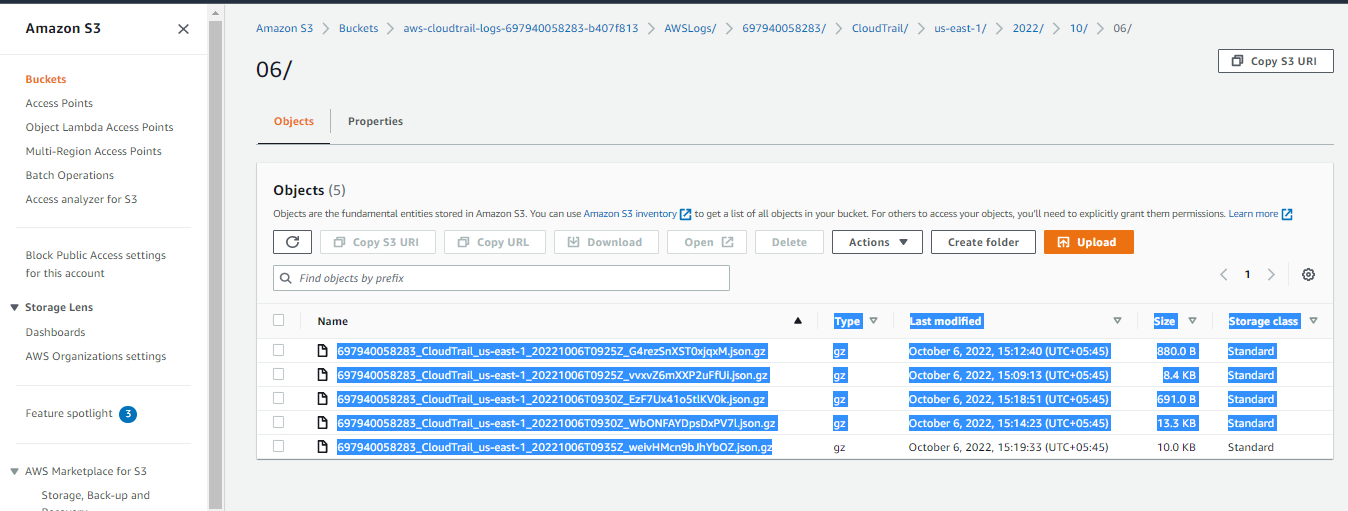 Amazon S3
Buckets
Access Points
Object Lambda Access Points
Multi-Region Access Points
Batch Operations
Access analyzer for S3
Block Public Access settings
for this account
Storage Lens
Dashboards
AWS Organizations settings
Feature spotlight 3
AWS Marketplace for S3
Storage, Back-up and
Recovery
Amazon S3 Buckets aws-cloudtrail-logs-697940058283-b407f813 AWSLogs/ 697940058283/ CloudTrail/ us-east-1/ 2022/ 10/ 06/
06/
Copy S3 URI
Objects Properties
Objects (5)
Objects are the fundamental entities stored in Amazon S3. You can use Amazon S3 inventory to get a list of all objects in your bucket. For others to access your objects, you'll need to explicitly grant them permissions. Learn more
Copy S3 URI Copy URL Download Open Delete Actions Create folder Upload
Find objects by prefix
1
Name Type Last modified Size Storage class
697940058283_CloudTrail_us-east-1_20221006T0925Z_G4rezSnXST0xjqxM.json.gz gz October 6, 2022, 15:12:40 (UTC+05:45) 880.0 B Standard
697940058283_CloudTrail_us-east-1_20221006T0925Z_vvxvZ6mXXP2uFfUi.json.gz gz October 6, 2022, 15:09:13 (UTC+05:45) 8.4 KB Standard
697940058283_CloudTrail_us-east-1_20221006T0930Z_EzF7Ux41o5tlKV0k.json.gz gz October 6, 2022, 15:18:51 (UTC+05:45) 691.0 B Standard
697940058283_CloudTrail_us-east-1_20221006T0930Z_WbONFAYDpsDxPV7l.json.gz gz October 6, 2022, 15:14:23 (UTC+05:45) 13.3 KB Standard
697940058283_CloudTrail_us-east-1_20221006T0935Z_weivHMcn9bJhYbOZ.json.gz gz October 6, 2022, 15:19:33 (UTC+05:45) 10.0 KB Standard